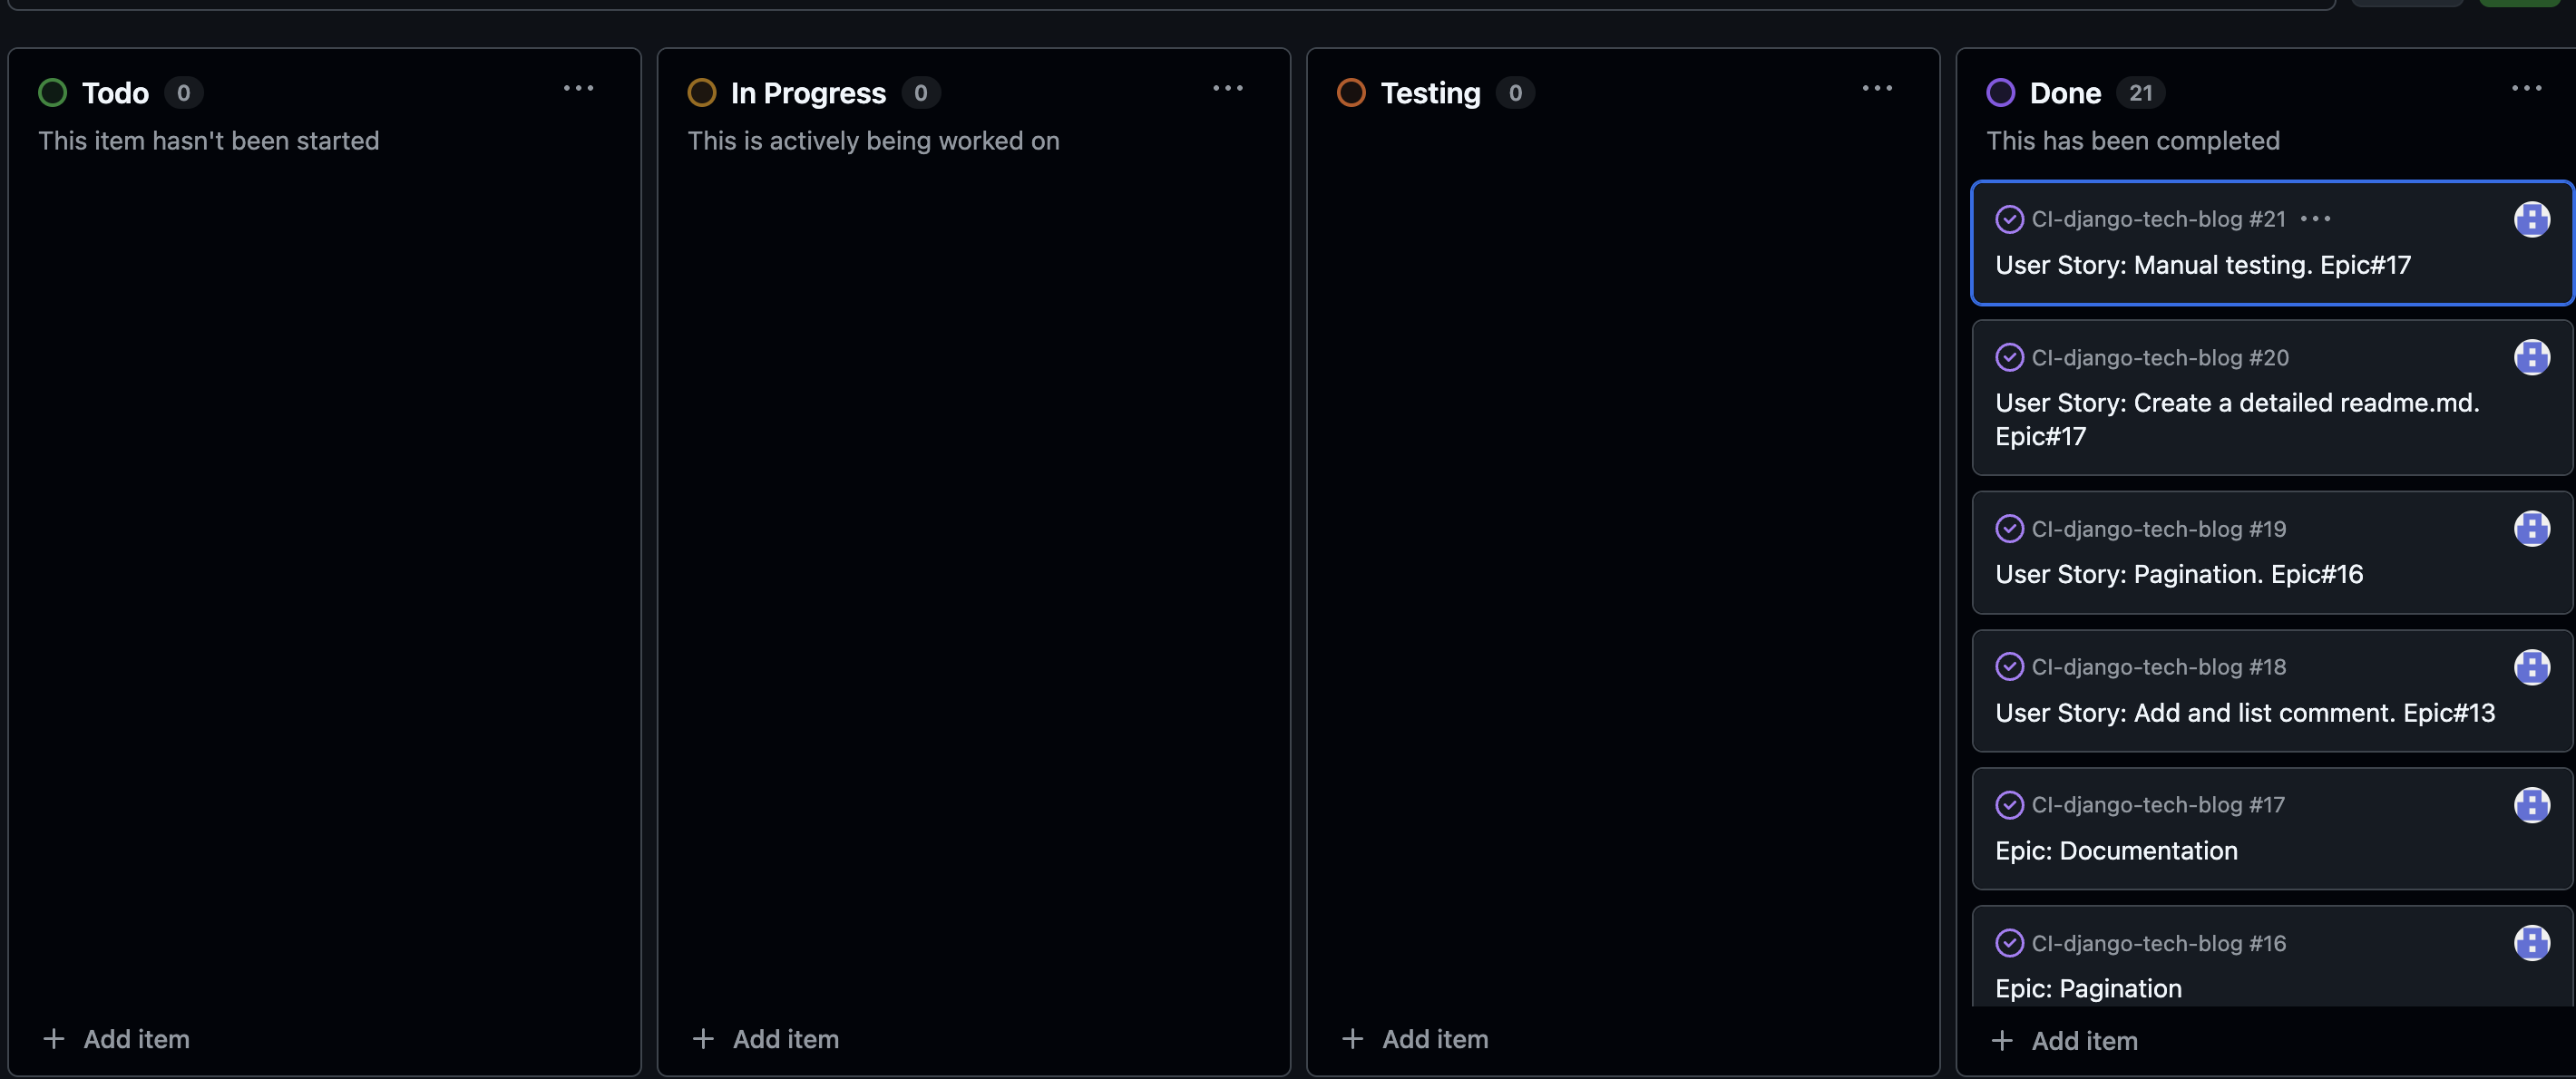 Todo 0
This item hasn't been started
+ Add item
In Progress 0
This is actively being worked on
+ Add item
Testing 0
+ Add item
Done 21
This has been completed
CI-django-tech-blog #21
User Story: Manual testing. Epic#17
CI-django-tech-blog #20
User Story: Create a detailed readme.md.
Epic#17
CI-django-tech-blog #19
User Story: Pagination. Epic#16
CI-django-tech-blog #18
User Story: Add and list comment. Epic#13
CI-django-tech-blog #17
Epic: Documentation
CI-django-tech-blog #16
Epic: Pagination
+ Add item